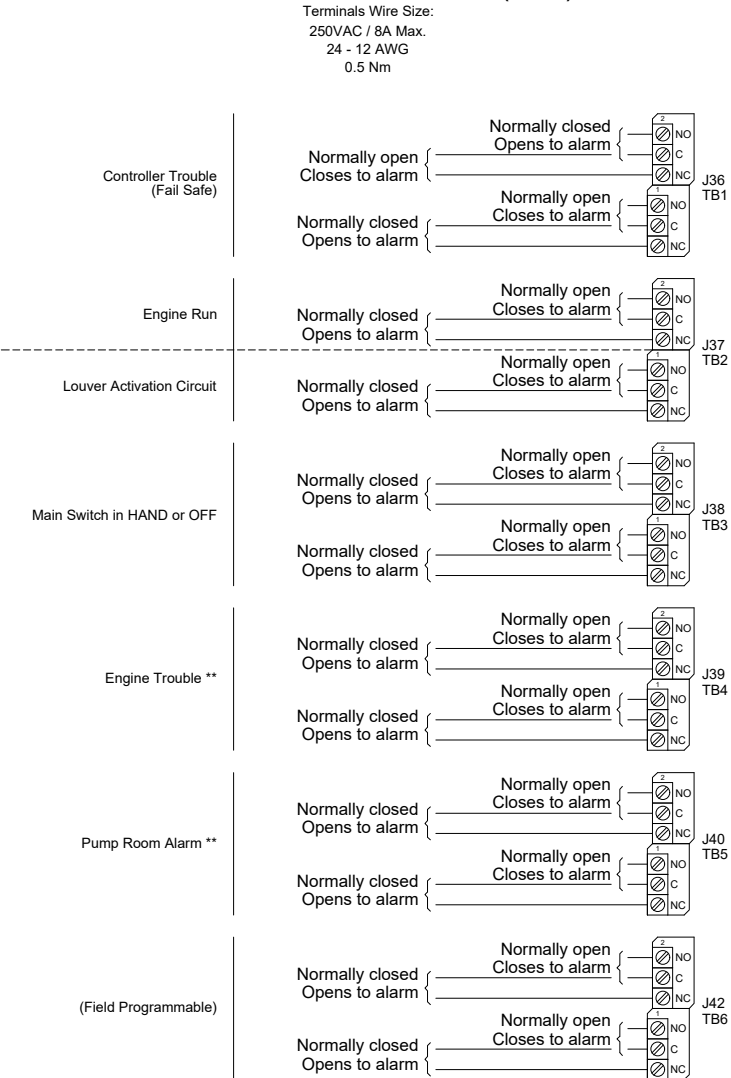 Terminals Wire Size:
250VAC / 8A Max.
24 - 12 AWG
0.5 Nm
Controller Trouble
(Fail Safe)
Normally closed
Opens to alarm
Normally open
Closes to alarm
2
NO
C
NC
J36
TB1
Normally open
Closes to alarm
Normally closed
Opens to alarm
1
NO
C
NC
Engine Run
Normally open
Closes to alarm
Normally closed
Opens to alarm
2
NO
C
NC
J37
TB2
Louver Activation Circuit
Normally open
Closes to alarm
Normally closed
Opens to alarm
1
NO
C
NC
Main Switch in HAND or OFF
Normally open
Closes to alarm
Normally closed
Opens to alarm
2
NO
C
NC
J38
TB3
Normally open
Closes to alarm
Normally closed
Opens to alarm
1
NO
C
NC
Engine Trouble **
Normally open
Closes to alarm
Normally closed
Opens to alarm
2
NO
C
NC
J39
TB4
Normally open
Closes to alarm
Normally closed
Opens to alarm
1
NO
C
NC
Pump Room Alarm **
Normally open
Closes to alarm
Normally closed
Opens to alarm
2
NO
C
NC
J40
TB5
Normally open
Closes to alarm
Normally closed
Opens to alarm
1
NO
C
NC
(Field Programmable)
Normally open
Closes to alarm
Normally closed
Opens to alarm
2
NO
C
NC
J42
TB6
Normally open
Closes to alarm
Normally closed
Opens to alarm
1
NO
C
NC